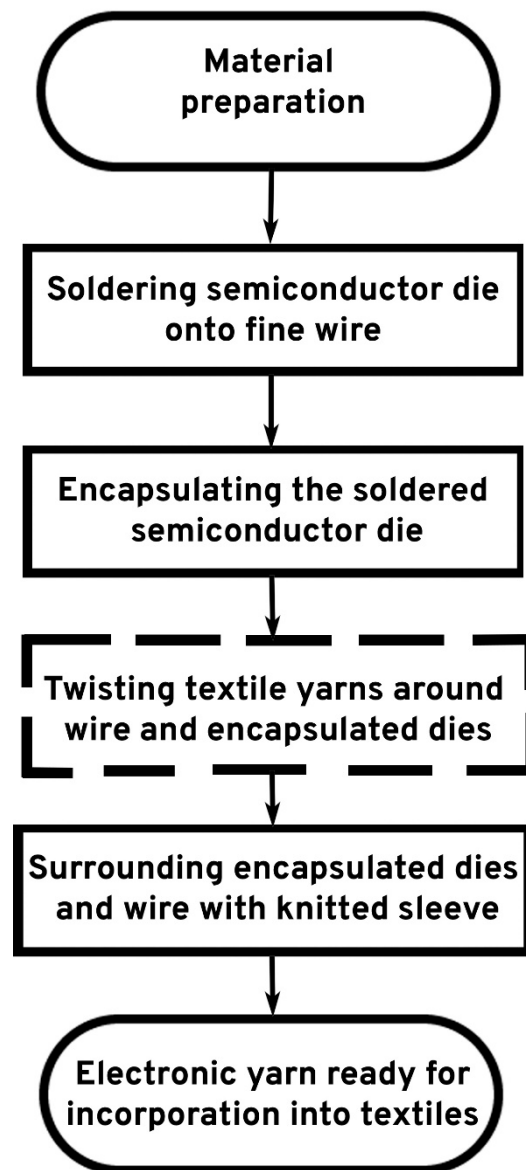 Material
preparation
Soldering semiconductor die
onto fine wire
Encapsulating the soldered
semiconductor die
Twisting textile yarns around
wire and encapsulated dies
Surrounding encapsulated dies
and wire with knitted sleeve
Electronic yarn ready for
incorporation into textiles